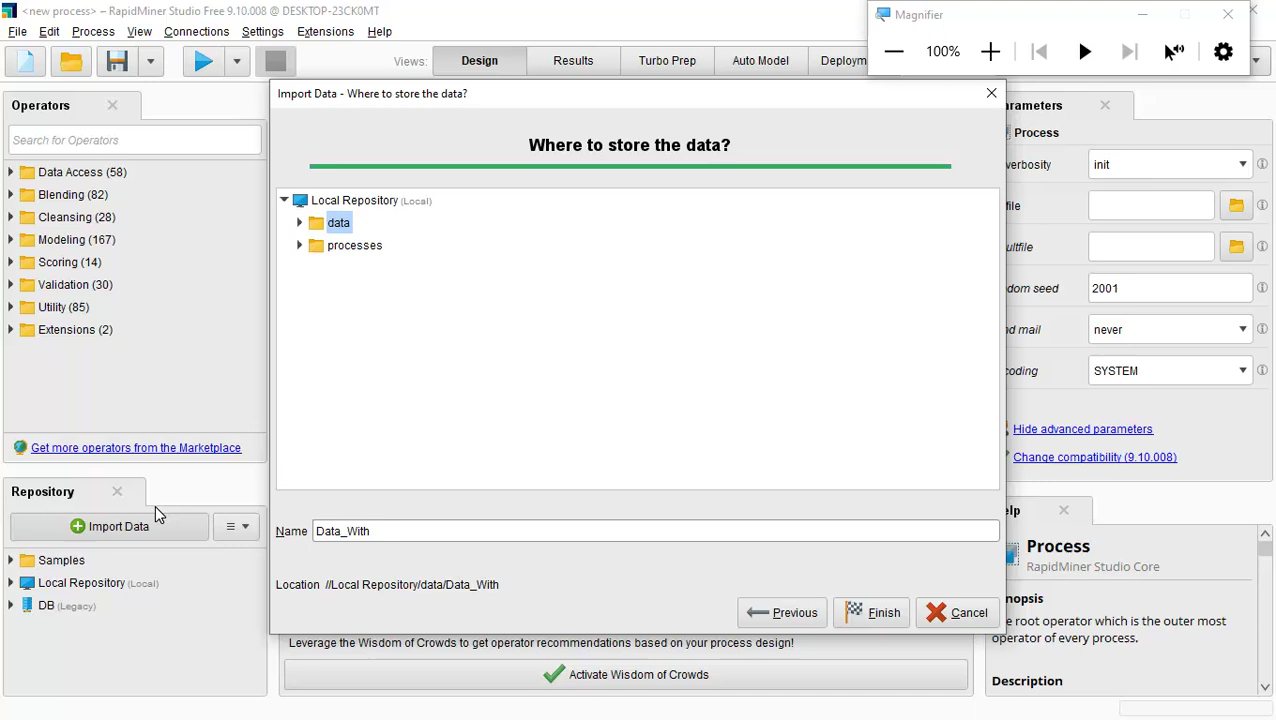 <new process> – RapidMiner Studio Free 9.10.008 @ DESKTOP-23CK0MT
Magnifier
File Edit Process View Connections Settings Extensions Help
100%
Views: Design Results Turbo Prep Auto Model Deploym
Operators
Search for Operators
Data Access (58)
Blending (82)
Cleansing (28)
Modeling (167)
Scoring (14)
Validation (30)
Utility (85)
Extensions (2)
Get more operators from the Marketplace
Repository
Import Data
Samples
Local Repository (Local)
DB (Legacy)
Import Data - Where to store the data?
Where to store the data?
Local Repository (Local)
data
processes
Name Data_With
Location //Local Repository/data/Data_With
Previous Finish Cancel
Leverage the Wisdom of Crowds to get operator recommendations based on your process design!
Activate Wisdom of Crowds
arameters
Process
verbosity init
file
ultfile
dom seed 2001
d mail never
coding SYSTEM
Hide advanced parameters
Change compatibility (9.10.008)
elp
Process
RapidMiner Studio Core
ynopsis
e root operator which is the outer most
operator of every process.
Description